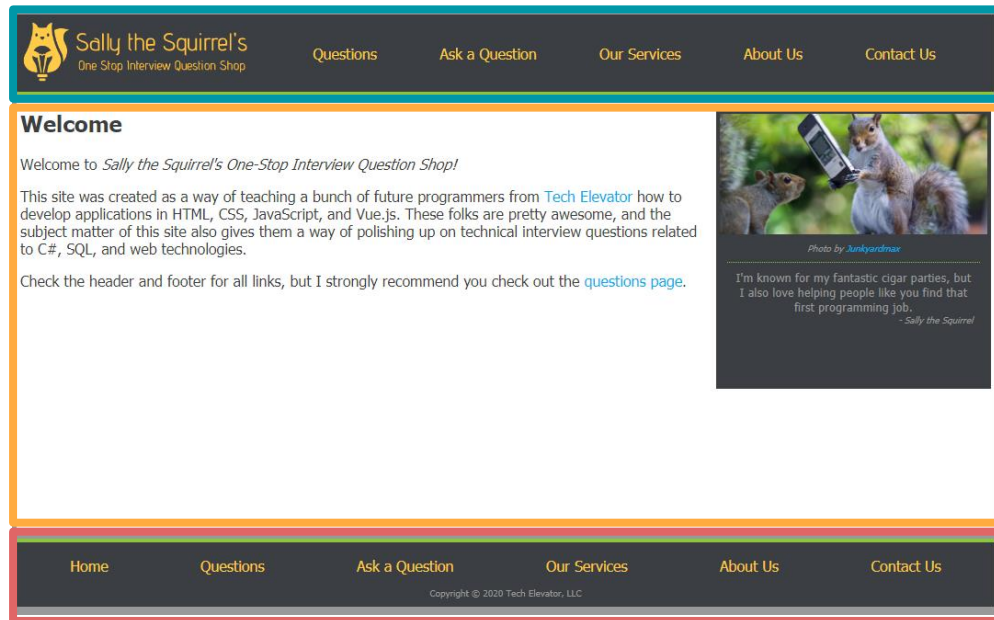 Sally the Squirrel's
One Stop Interview Question Shop
Questions Ask a Question Our Services About Us Contact Us
Welcome
Welcome to Sally the Squirrel's One-Stop Interview Question Shop!
This site was created as a way of teaching a bunch of future programmers from Tech Elevator how to
develop applications in HTML, CSS, JavaScript, and Vue.js. These folks are pretty awesome, and the
subject matter of this site also gives them a way of polishing up on technical interview questions related
to C#, SQL, and web technologies.
Check the header and footer for all links, but I strongly recommend you check out the questions page.
Photo by Junkyardmax
I'm known for my fantastic cigar parties, but
I also love helping people like you find that
first programming job.
- Sally the Squirrel
Home Questions Ask a Question Our Services About Us Contact Us
Copyright © 2020 Tech Elevator, LLC